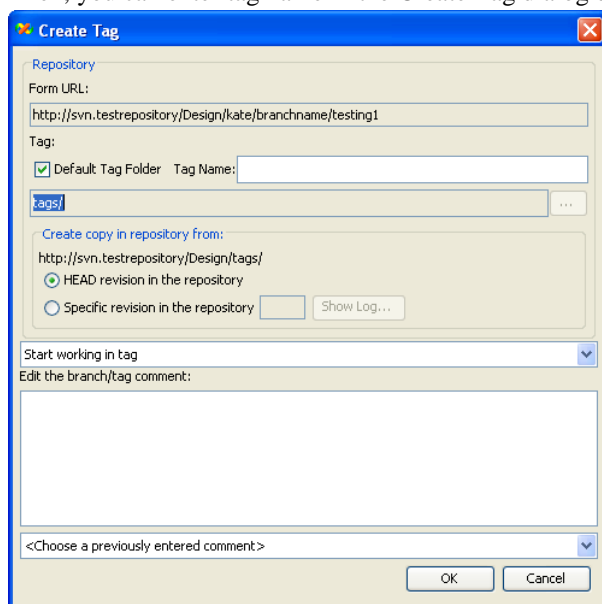 Create Tag
Repository
Form URL:
http://svn.testrepository/Design/kate/branchname/testing1
Tag:
Default Tag Folder Tag Name:
tags/
...
Create copy in repository from:
http://svn.testrepository/Design/tags/
HEAD revision in the repository
Specific revision in the repository Show Log...
Start working in tag
Edit the branch/tag comment:
<Choose a previously entered comment>
OK Cancel